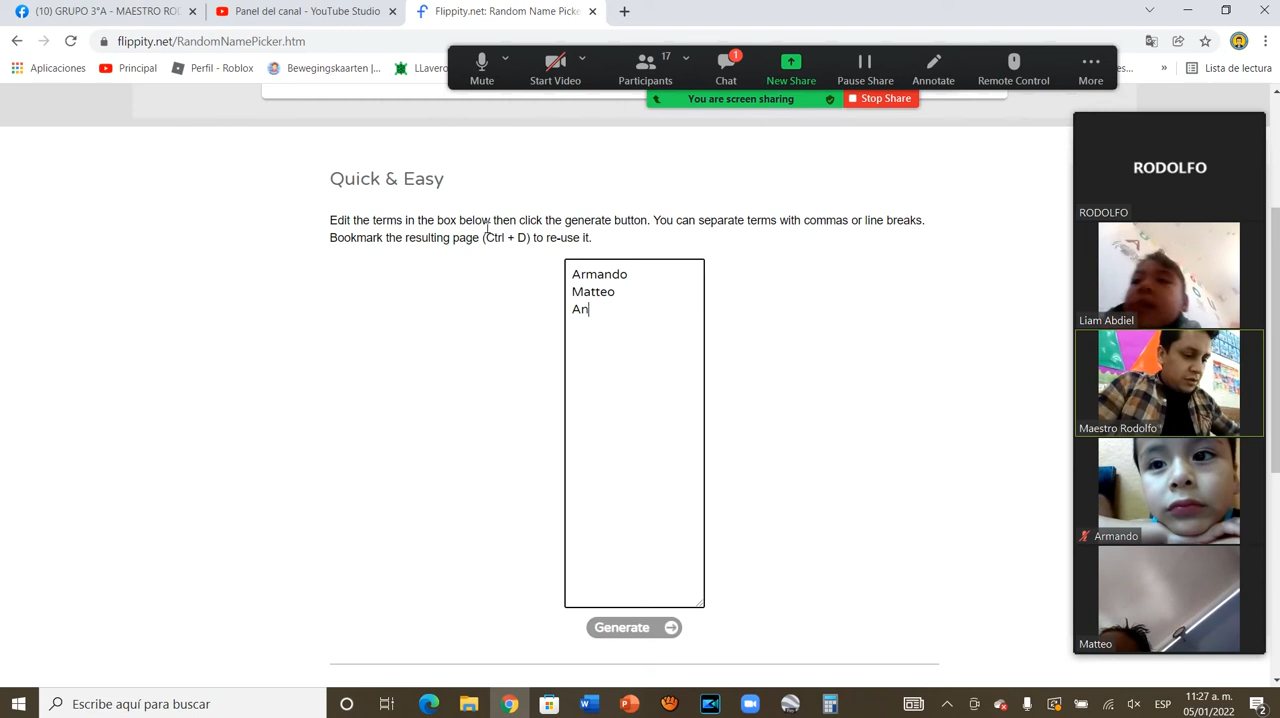 (10) GRUPO 3°A - MAESTRO ROD
Panel del canal - YouTube Studio
Flippity.net: Random Name Picke
flippity.net/RandomNamePicker.htm
Aplicaciones
Principal
Perfil - Roblox
Bewegingskaarten |...
LLavero
Lista de lectura
Mute
Start Video
17
Participants
1
Chat
New Share
Pause Share
Annotate
Remote Control
More
You are screen sharing
Stop Share
Quick & Easy
Edit the terms in the box below then click the generate button. You can separate terms with commas or line breaks.
Bookmark the resulting page (Ctrl + D) to re-use it.
Armando
Matteo
An
Generate
RODOLFO
RODOLFO
Liam Abdiel
Maestro Rodolfo
Armando
Matteo
Escribe aquí para buscar
ESP
11:27 a. m.
05/01/2022
2